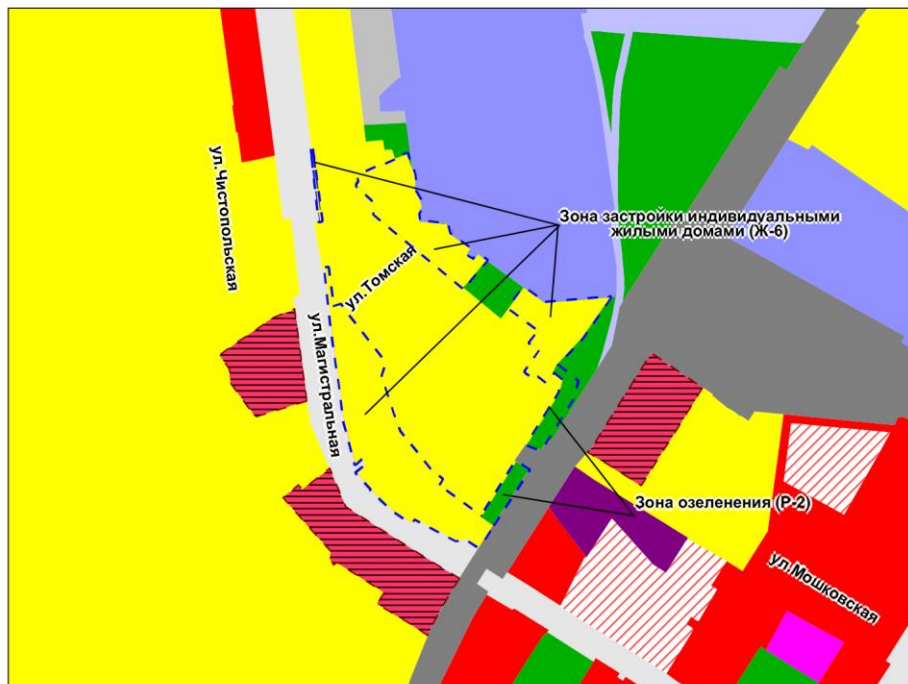 ул.Чистопольская
Зона застройки индивидуальными
жилыми домами (Ж-6)
ул.Томская
ул.Магистральная
Зона озеленения (Р-2)
ул.Мошковская